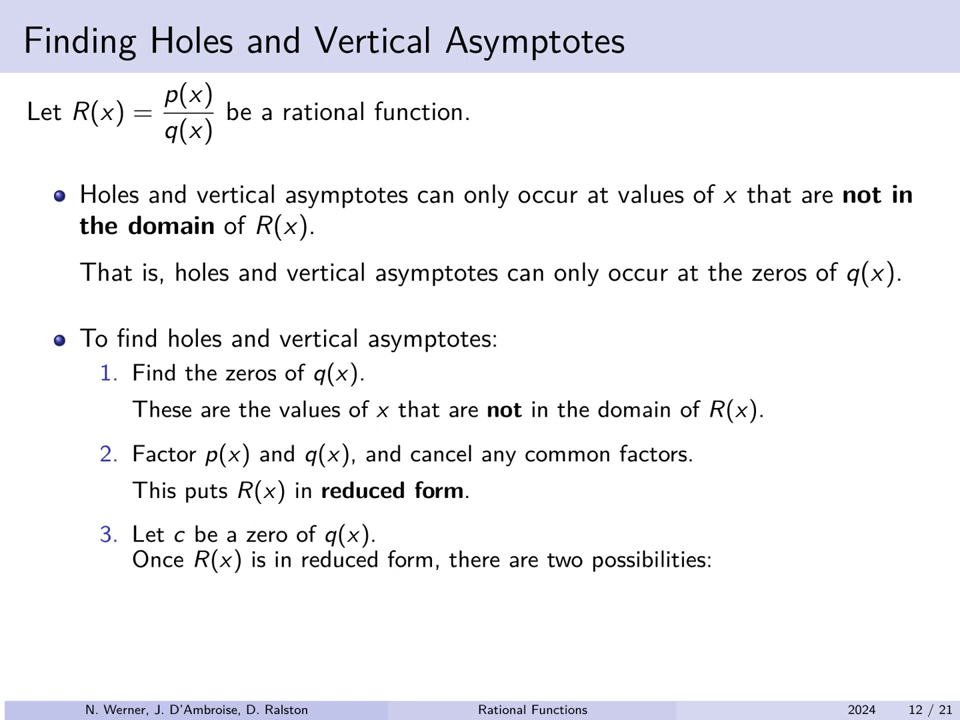 Finding Holes and Vertical Asymptotes
Let R(x) = p(x)/q(x) be a rational function.
Holes and vertical asymptotes can only occur at values of x that are not in
the domain of R(x).
That is, holes and vertical asymptotes can only occur at the zeros of q(x).
To find holes and vertical asymptotes:
1. Find the zeros of q(x).
These are the values of x that are not in the domain of R(x).
2. Factor p(x) and q(x), and cancel any common factors.
This puts R(x) in reduced form.
3. Let c be a zero of q(x).
Once R(x) is in reduced form, there are two possibilities:
N. Werner, J. D'Ambroise, D. Ralston Rational Functions 2024 12 / 21